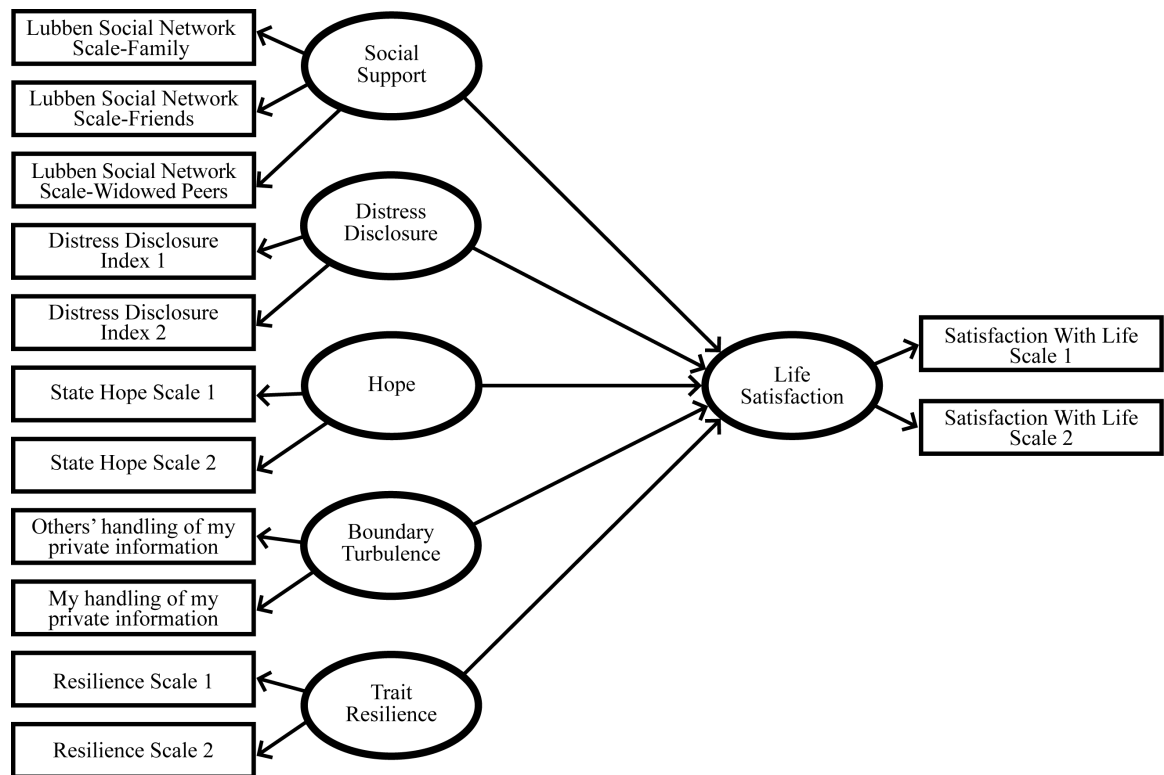 Lubben Social Network
Scale-Family
Lubben Social Network
Scale-Friends
Lubben Social Network
Scale-Widowed Peers
Distress Disclosure
Index 1
Distress Disclosure
Index 2
State Hope Scale 1
State Hope Scale 2
Others’ handling of my
private information
My handling of my
private information
Resilience Scale 1
Resilience Scale 2
Social
Support
Distress
Disclosure
Hope
Boundary
Turbulence
Trait
Resilience
Life
Satisfaction
Satisfaction With Life
Scale 1
Satisfaction With Life
Scale 2